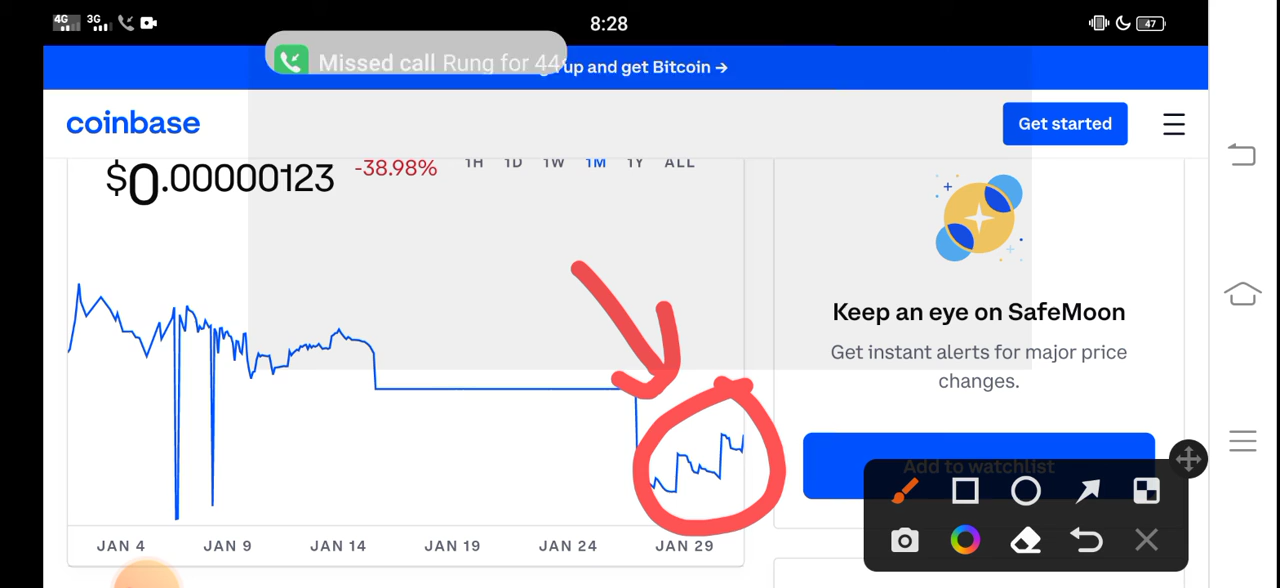 4G 3G 8:28 47
Missed call Rung for 44
up and get Bitcoin →
coinbase
Get started
$0.00000123 -38.98% 1H 1D 1W 1M 1Y ALL
Keep an eye on SafeMoon
Get instant alerts for major price
changes.
Add to watchlist
JAN 4 JAN 9 JAN 14 JAN 19 JAN 24 JAN 29